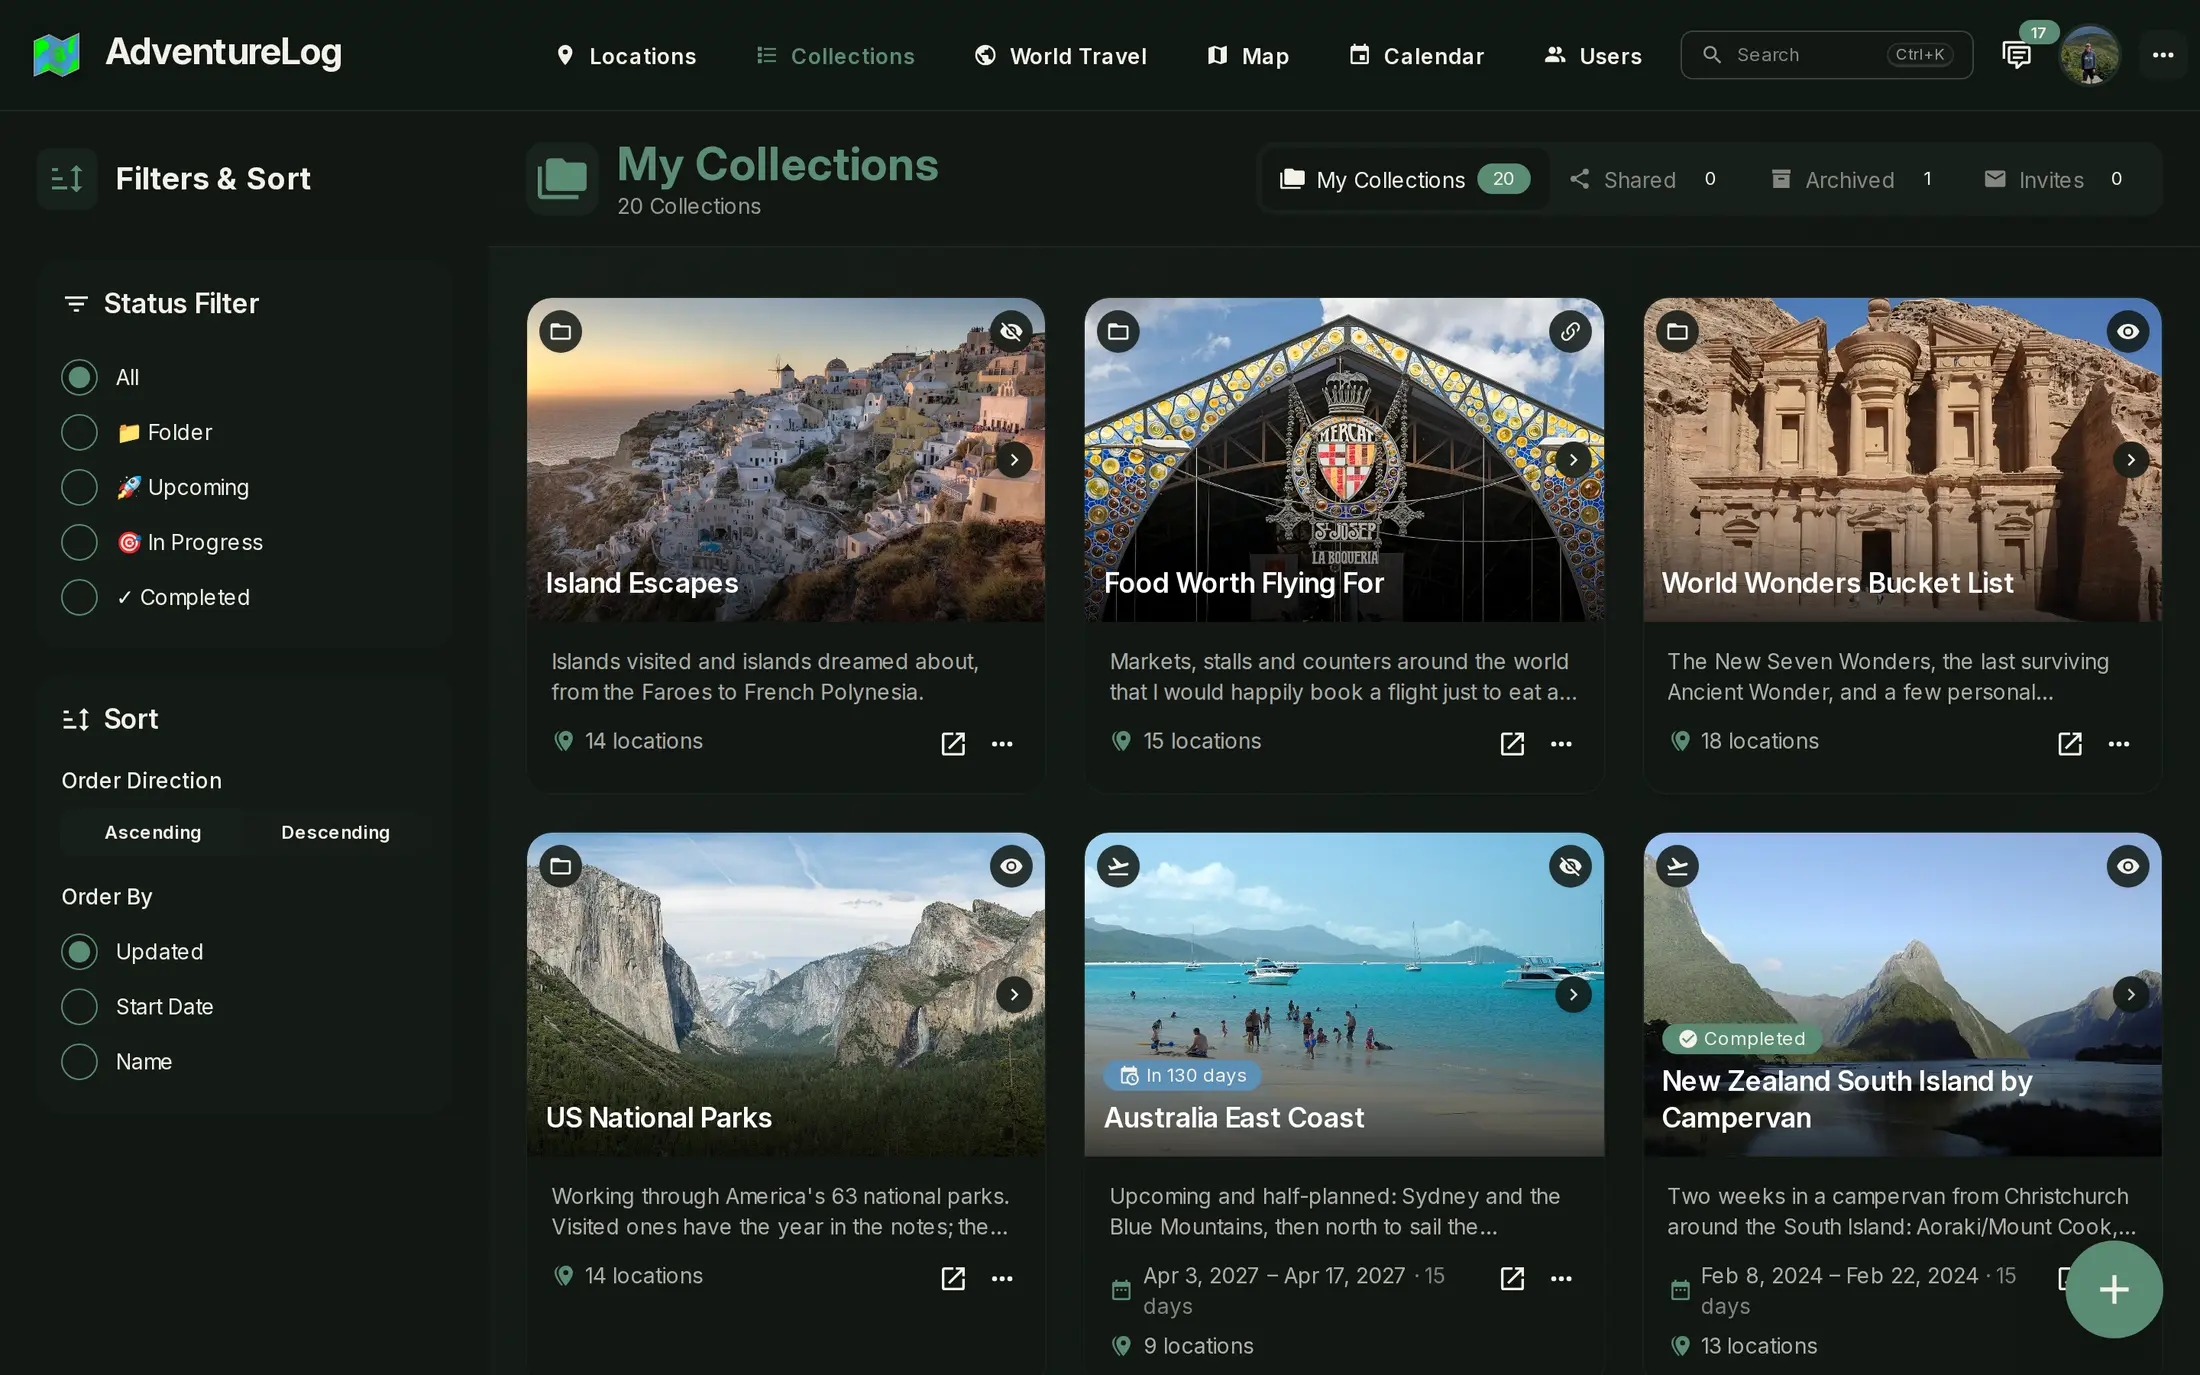 AdventureLog
Locations
Collections
World Travel
Map
Calendar
Users
Search
Ctrl+K
17
Filters & Sort
Status Filter
All
📁 Folder
🚀 Upcoming
🎯 In Progress
✓ Completed
Sort
Order Direction
Ascending
Descending
Order By
Updated
Start Date
Name
My Collections
20 Collections
My Collections 20
Shared 0
Archived 1
Invites 0
Island Escapes
Islands visited and islands dreamed about,
from the Faroes to French Polynesia.
14 locations
MERCAT
ST JOSEP
LA BOQUERIA
Food Worth Flying For
Markets, stalls and counters around the world
that I would happily book a flight just to eat a...
15 locations
World Wonders Bucket List
The New Seven Wonders, the last surviving
Ancient Wonder, and a few personal...
18 locations
US National Parks
Working through America's 63 national parks.
Visited ones have the year in the notes; the...
14 locations
In 130 days
Australia East Coast
Upcoming and half-planned: Sydney and the
Blue Mountains, then north to sail the...
Apr 3, 2027 – Apr 17, 2027 · 15
days
9 locations
Completed
New Zealand South Island by
Campervan
Two weeks in a campervan from Christchurch
around the South Island: Aoraki/Mount Cook,...
Feb 8, 2024 – Feb 22, 2024 · 15
days
13 locations